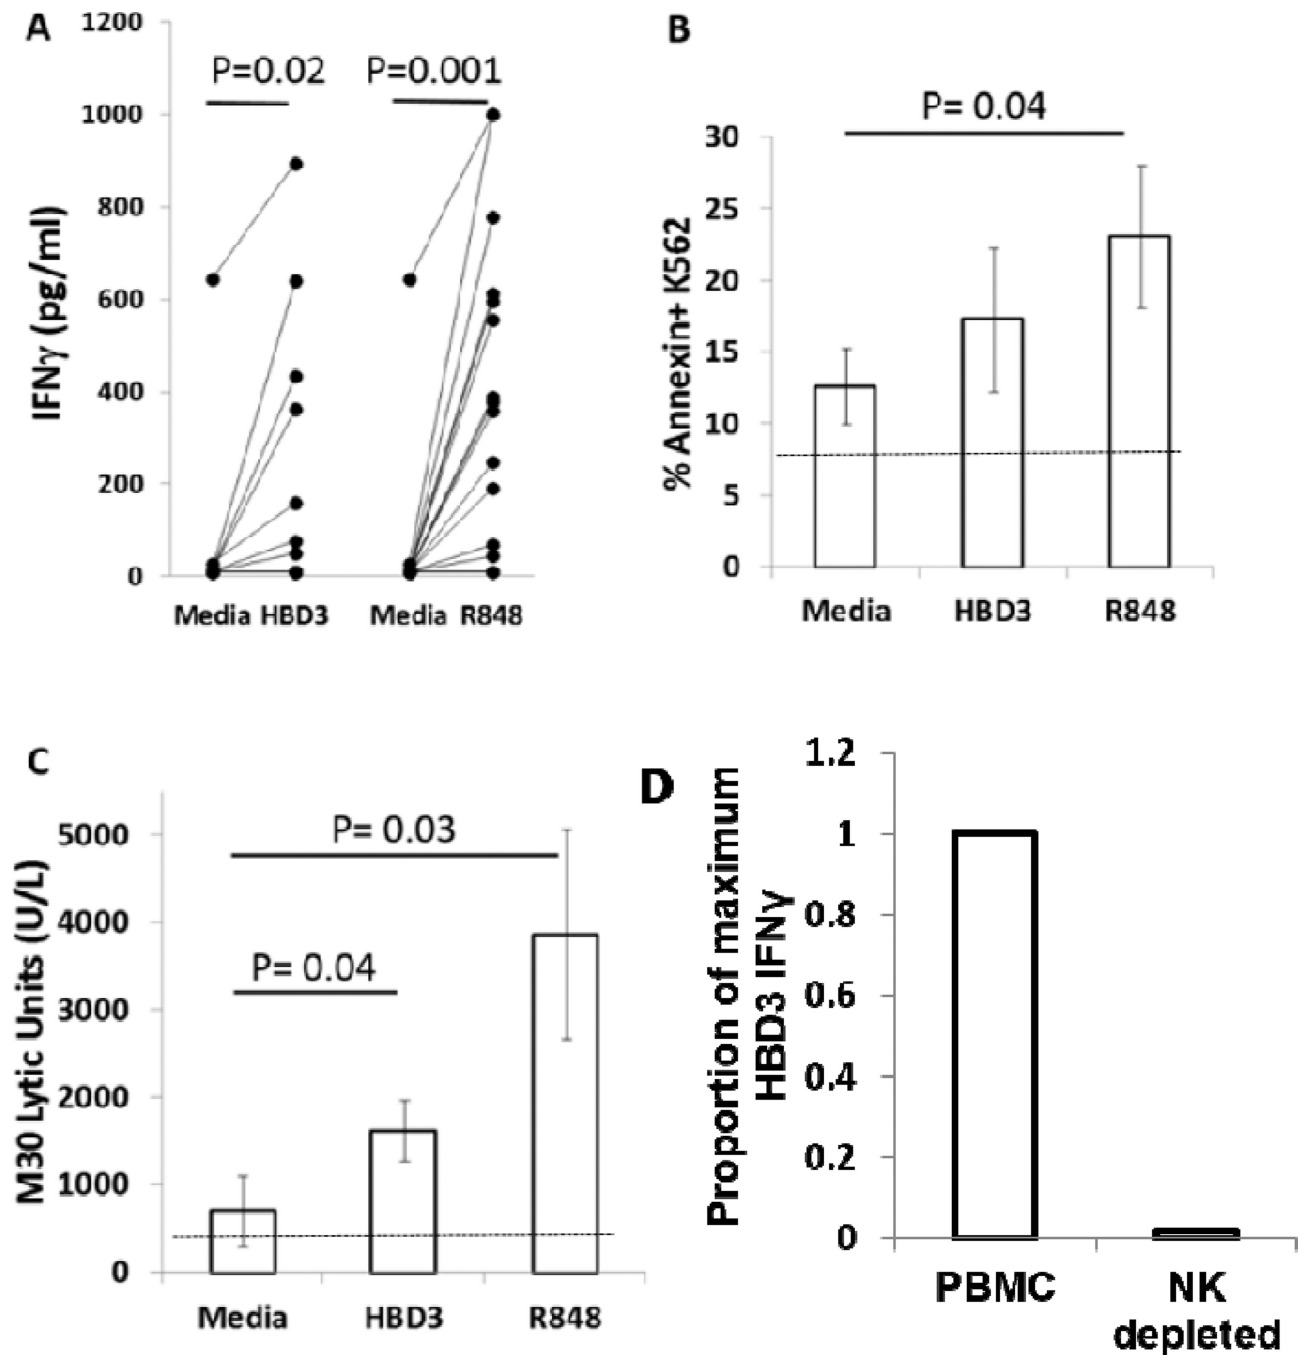 A
1200
1000
800
600
400
200
0
IFNγ (pg/ml)
P=0.02
P=0.001
Media HBD3
Media R848
B
30
25
20
15
10
5
0
% Annexin+ K562
P= 0.04
Media
HBD3
R848
C
5000
4000
3000
2000
1000
0
M30 Lytic Units (U/L)
P= 0.03
P= 0.04
Media
HBD3
R848
D
1.2
1
0.8
0.6
0.4
0.2
0
Proportion of maximum
HBD3 IFNγ
PBMC
NK
depleted